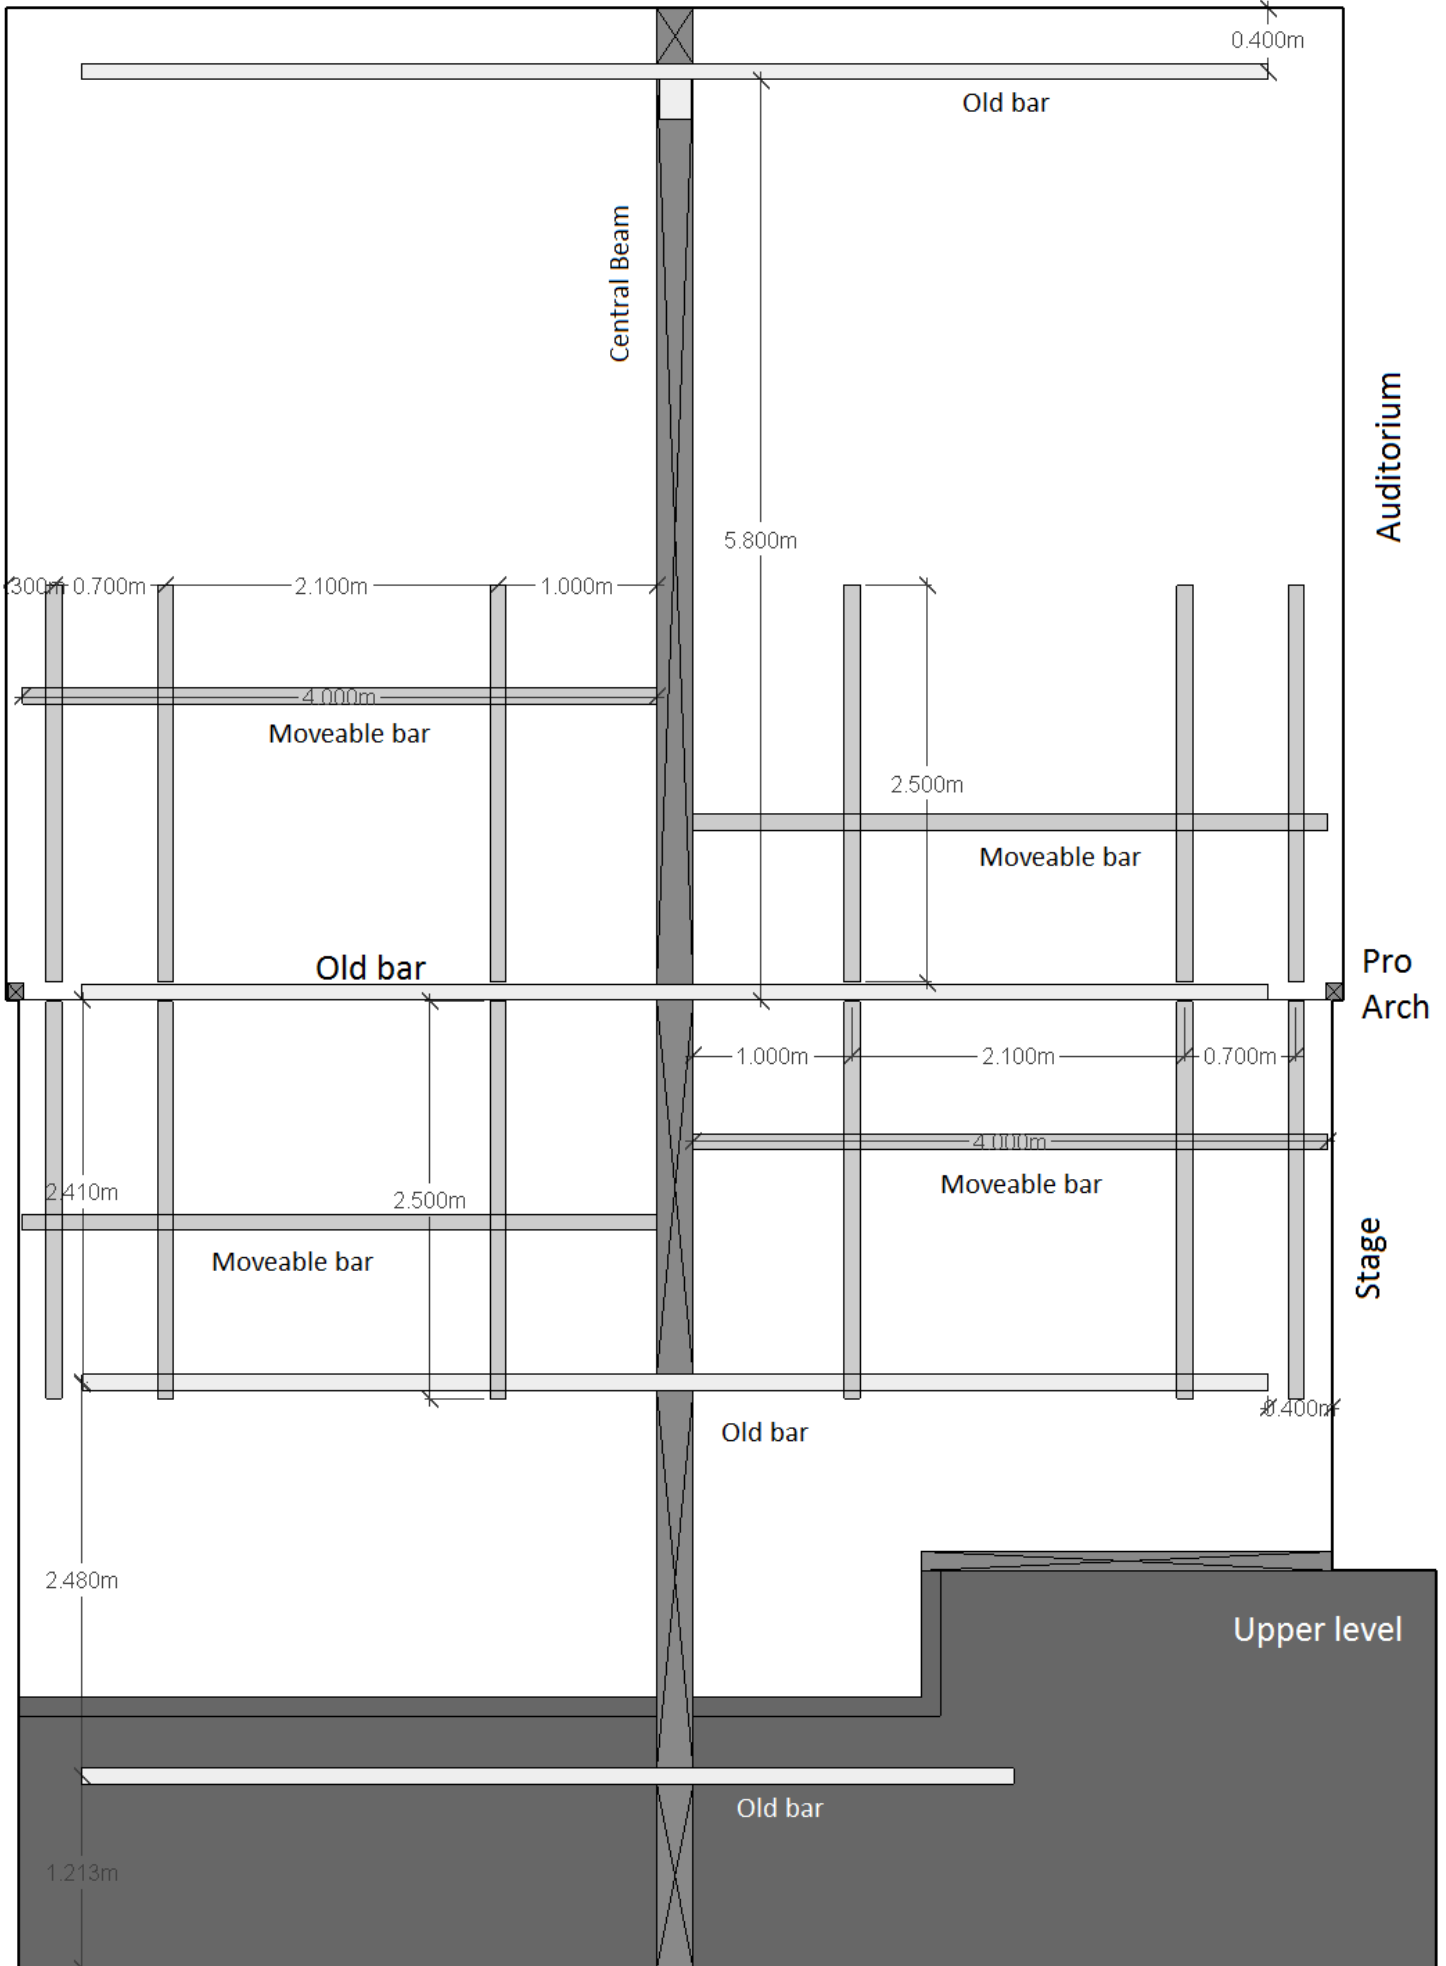 0.400m
Old bar
Central Beam
Auditorium
5.800m
.300m 0.700m 2.100m 1.000m
4.000m
Moveable bar
2.500m
Moveable bar
Old bar
Pro
Arch
1.000m 2.100m 0.700m
4.000m
Moveable bar
2.410m
2.500m
Moveable bar
Stage
0.400m
Old bar
2.480m
Upper level
Old bar
1.213m